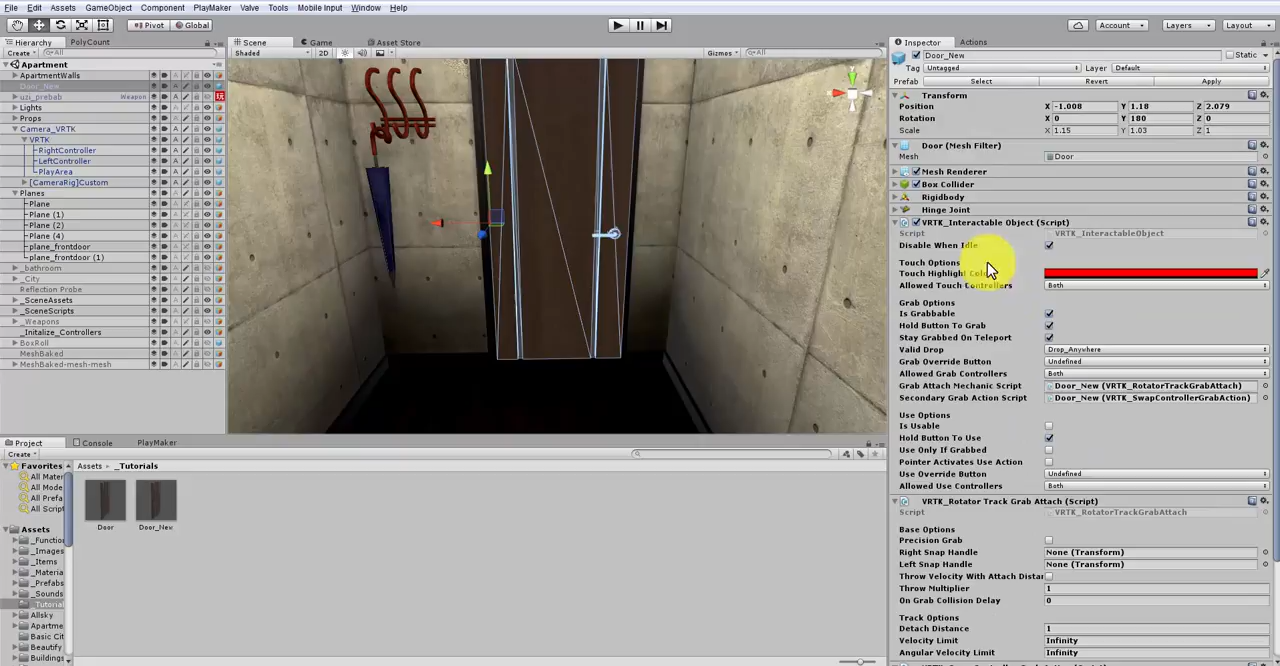 File Edit Assets GameObject Component PlayMaker Valve Tools Mobile Input Window Help
Pivot Global Account Layers Layout
Hierarchy PolyCount
Create All
Apartment
ApartmentWalls
Door_New
uzi_prebab Weapon
Lights
Props
Camera_VRTK
VRTK
RightController
LeftController
PlayArea
[CameraRig]Custom
Planes
Plane
Plane (1)
Plane (2)
Plane (4)
plane_frontdoor
plane_frontdoor (1)
_bathroom
_City
Reflection Probe
_SceneAssets
_SceneScripts
_Weapons
_Initalize_Controllers
BoxRoll
MeshBaked
MeshBaked-mesh-mesh
Scene Game Asset Store
Shaded 2D Gizmos All
Project Console PlayMaker
Create
Favorites
All Mater
All Mode
All Prefa
All Script
Assets
_Function
_Images
_Items
_Materia
_Prefabs
_Sounds
_Tutorial
Allsky
Apartme
Basic Cit
Beautify
Buildings
Assets _Tutorials
Door Door_New
Inspector Actions
Door_New Static
Tag Untagged Layer Default
Prefab Select Revert Apply
Transform
Position X -1.008 Y 1.18 Z 2.079
Rotation X 0 Y 180 Z 0
Scale X 1.15 Y 1.03 Z 1
Door (Mesh Filter)
Mesh Door
Mesh Renderer
Box Collider
Rigidbody
Hinge Joint
VRTK_Interactable Object (Script)
Script VRTK_InteractableObject
Disable When Idle
Touch Options
Touch Highlight
Allowed Touch Controllers Both
Grab Options
Is Grabbable
Hold Button To Grab
Stay Grabbed On Teleport
Valid Drop Drop_Anywhere
Grab Override Button Undefined
Allowed Grab Controllers Both
Grab Attach Mechanic Script Door_New (VRTK_RotatorTrackGrabAttach)
Secondary Grab Action Script Door_New (VRTK_SwapControllerGrabAction)
Use Options
Is Usable
Hold Button To Use
Use Only If Grabbed
Pointer Activates Use Action
Use Override Button Undefined
Allowed Use Controllers Both
VRTK_Rotator Track Grab Attach (Script)
Script VRTK_RotatorTrackGrabAttach
Base Options
Precision Grab
Right Snap Handle None (Transform)
Left Snap Handle None (Transform)
Throw Velocity With Attach Distan
Throw Multiplier 1
On Grab Collision Delay 0
Track Options
Detach Distance 1
Velocity Limit Infinity
Angular Velocity Limit Infinity